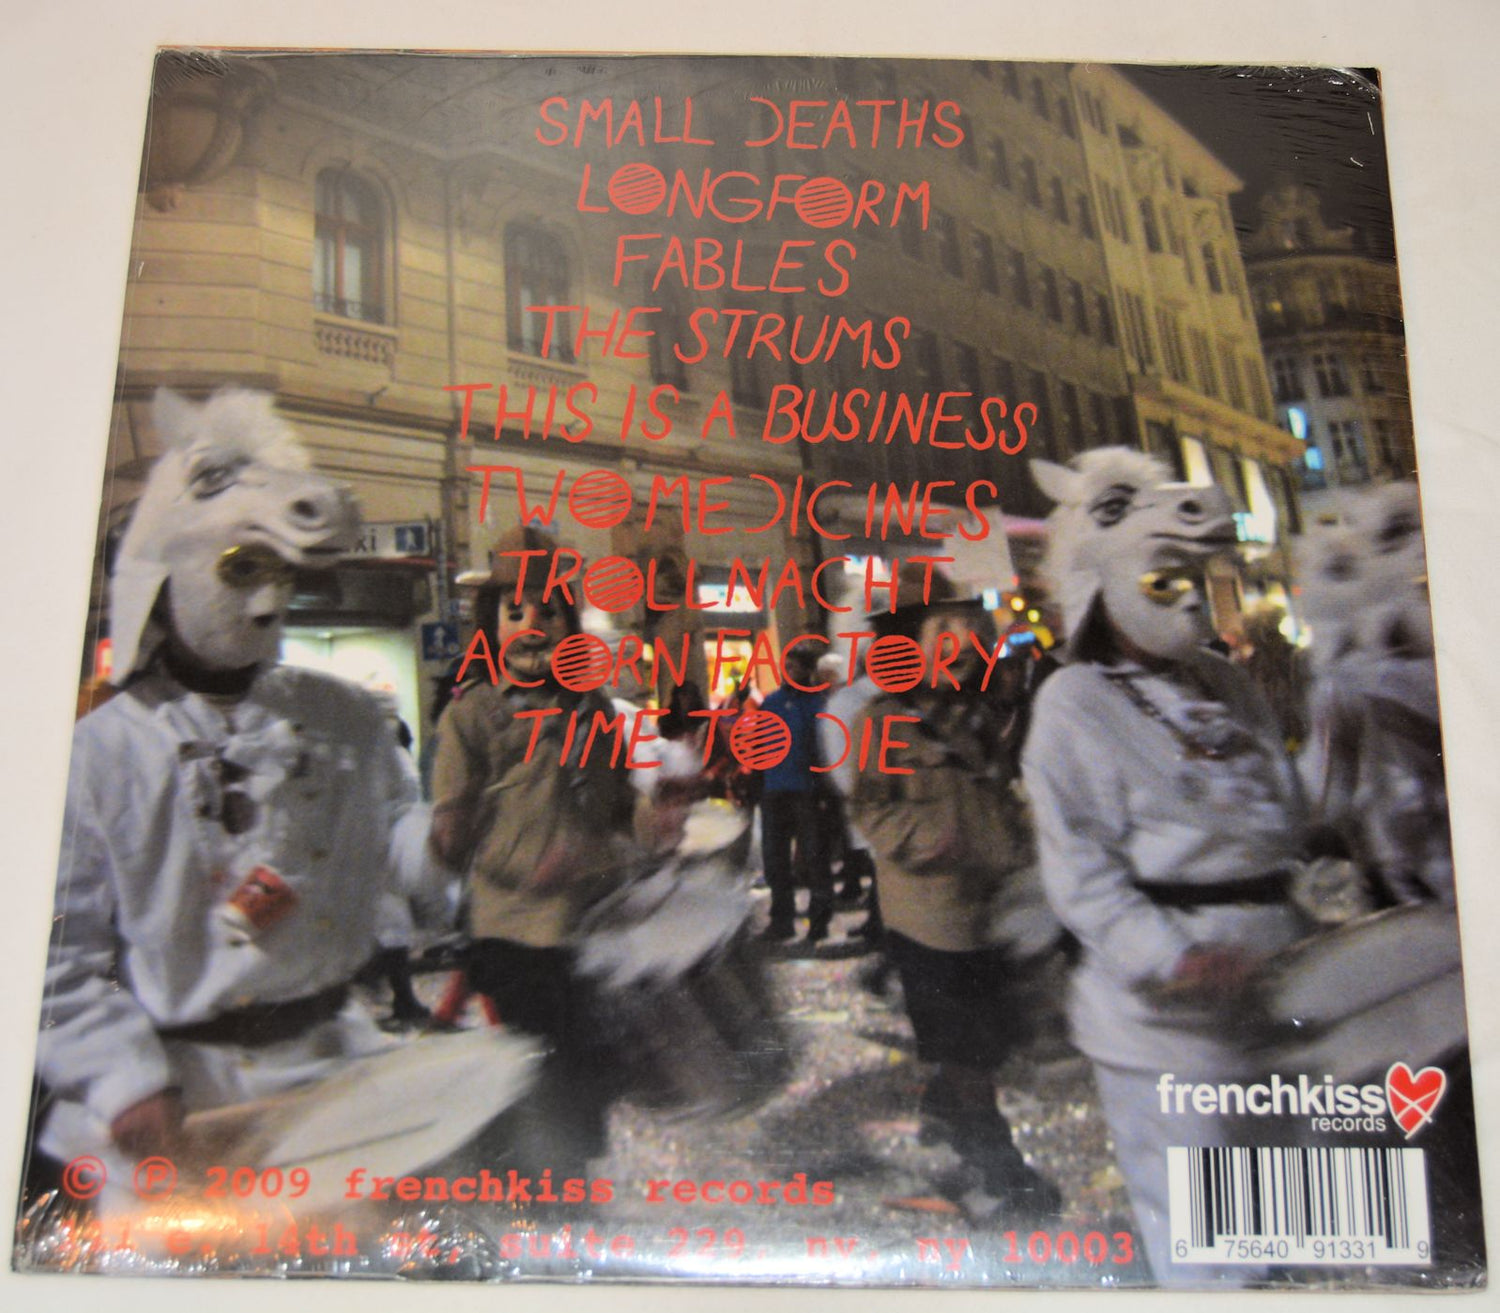 SMALL DEATHS
LONGFORM
FABLES
THE STRUMS
THIS IS A BUSINESS
TWO MEDICINES
TROLLNACHT
ACORN FACTORY
TIME TO DIE
frenchkiss
records
© ℗ 2009 frenchkiss records
e. 14th st, suite 229, ny, ny 10003
6 75640 91331 9